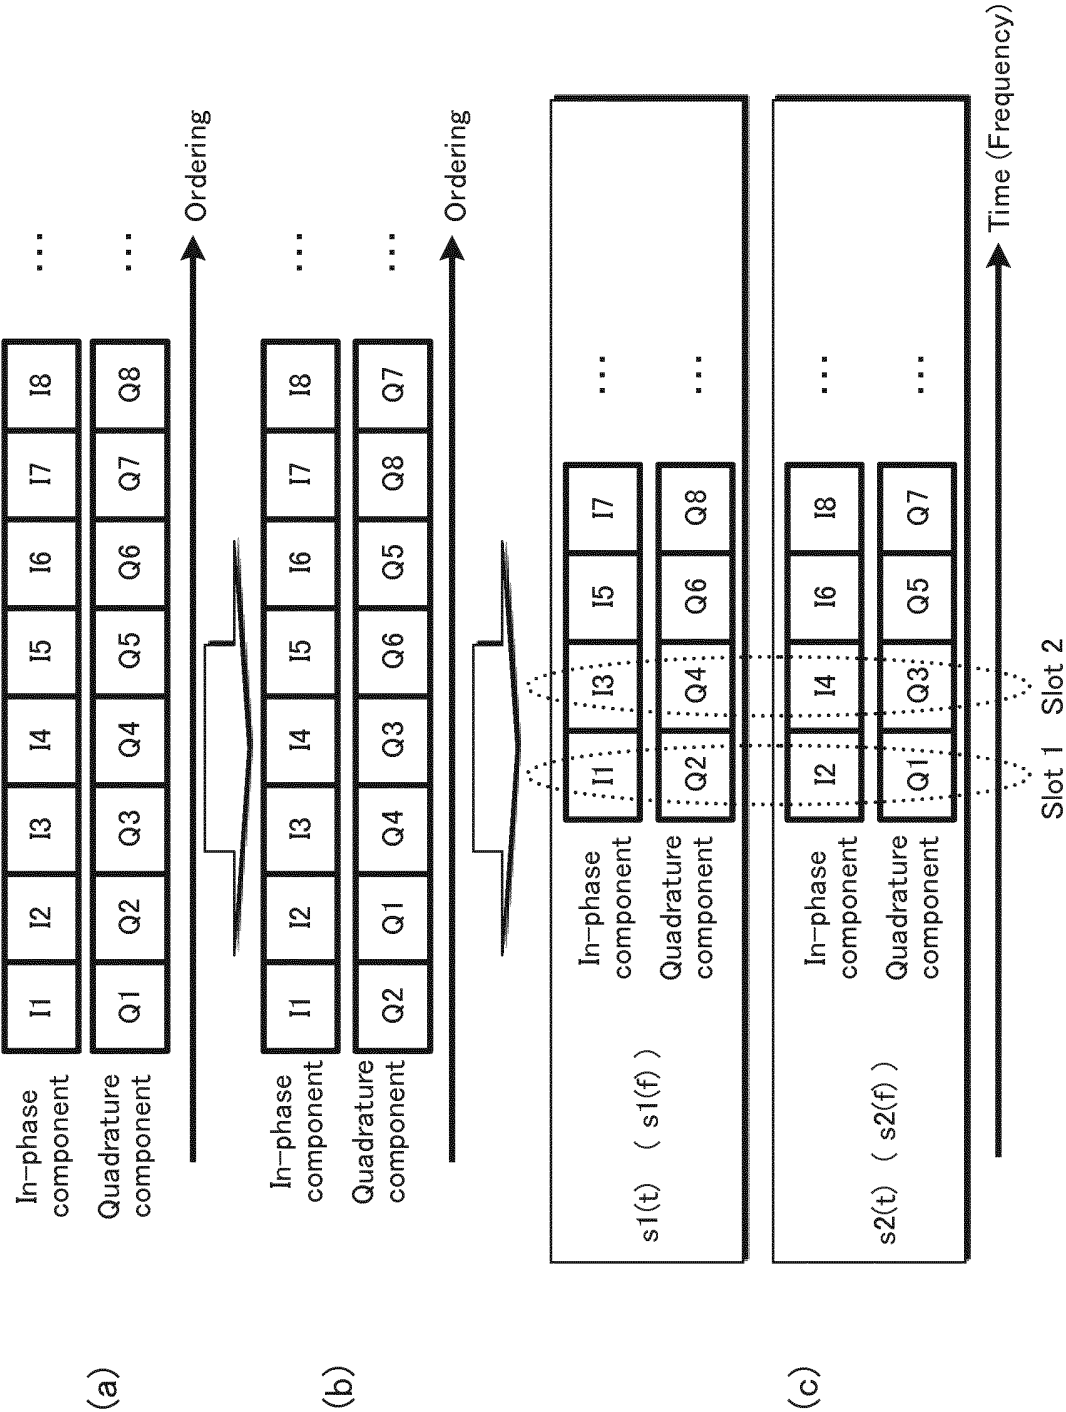 (a)
In-phase
component
I1 I2 I3 I4 I5 I6 I7 I8 ...
Quadrature
component
Q1 Q2 Q3 Q4 Q5 Q6 Q7 Q8 ...
Ordering
(b)
In-phase
component
I1 I2 I3 I4 I5 I6 I7 I8 ...
Quadrature
component
Q2 Q1 Q4 Q3 Q6 Q5 Q8 Q7 ...
Ordering
(c)
s1(t) ( s1(f) )
In-phase
component
I1 I3 I5 I7 ...
Quadrature
component
Q2 Q4 Q6 Q8 ...
s2(t) ( s2(f) )
In-phase
component
I2 I4 I6 I8 ...
Quadrature
component
Q1 Q3 Q5 Q7 ...
Time (Frequency)
Slot 1 Slot 2